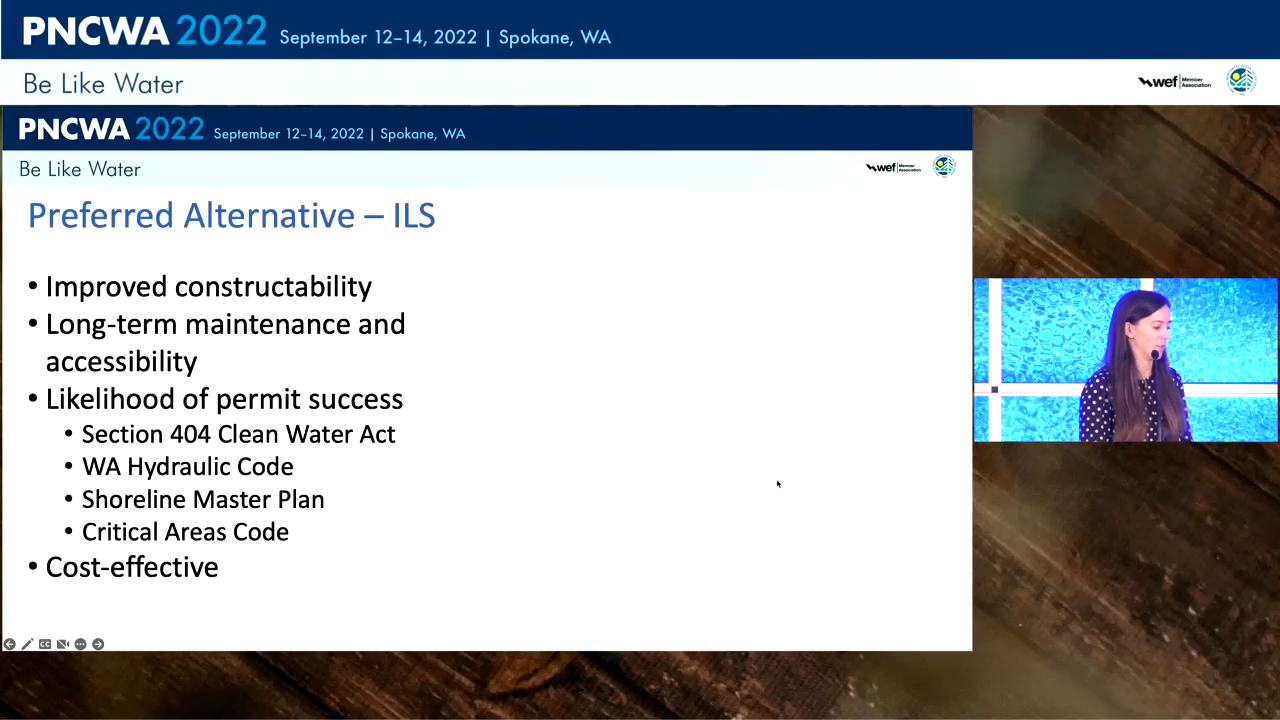 PNCWA 2022 September 12–14, 2022 | Spokane, WA
Be Like Water
wef Member Association
PNCWA 2022 September 12–14, 2022 | Spokane, WA
Be Like Water
wef Member Association
Preferred Alternative – ILS
• Improved constructability
• Long-term maintenance and
accessibility
• Likelihood of permit success
• Section 404 Clean Water Act
• WA Hydraulic Code
• Shoreline Master Plan
• Critical Areas Code
• Cost-effective
CC